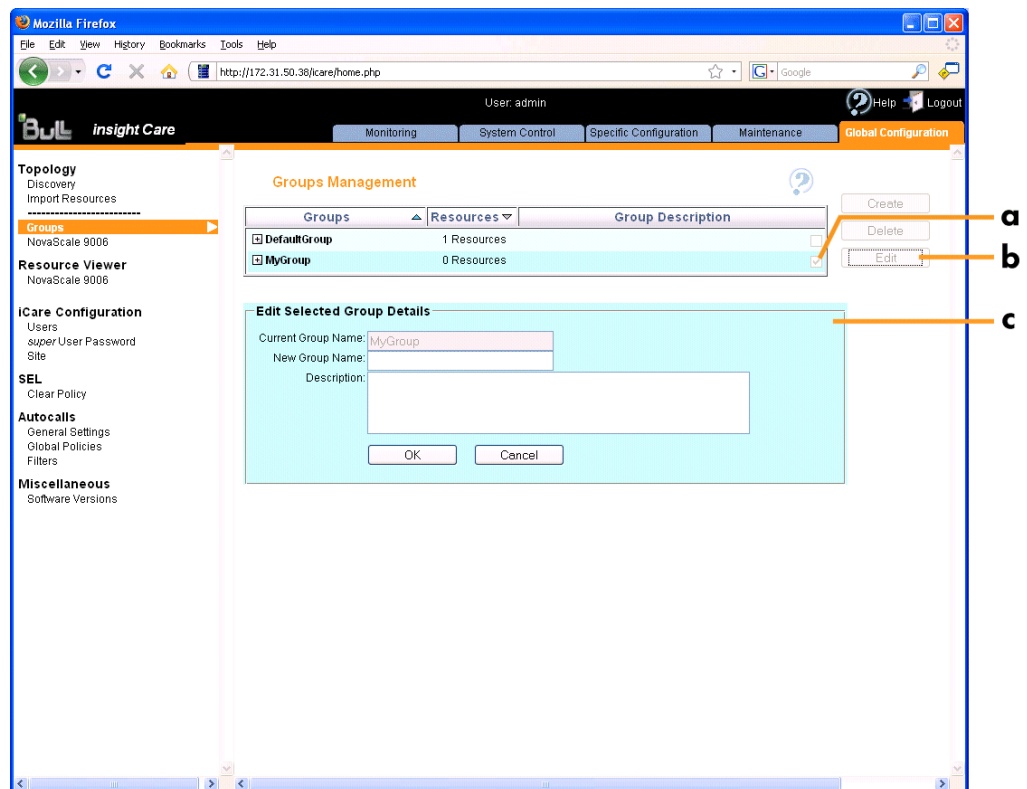 Mozilla Firefox
File Edit View History Bookmarks Tools Help
http://172.31.50.38/icare/home.php
G Google
User: admin
? Help Logout
Bull insight Care
Monitoring System Control Specific Configuration Maintenance Global Configuration
Topology
Discovery
Import Resources
-------------------------
Groups
NovaScale 9006
Resource Viewer
NovaScale 9006
iCare Configuration
Users
super User Password
Site
SEL
Clear Policy
Autocalls
General Settings
Global Policies
Filters
Miscellaneous
Software Versions
Groups Management ?
Groups Resources Group Description
DefaultGroup 1 Resources
MyGroup 0 Resources
Create
Delete
Edit
a
b
c
Edit Selected Group Details
Current Group Name: MyGroup
New Group Name:
Description:
OK Cancel